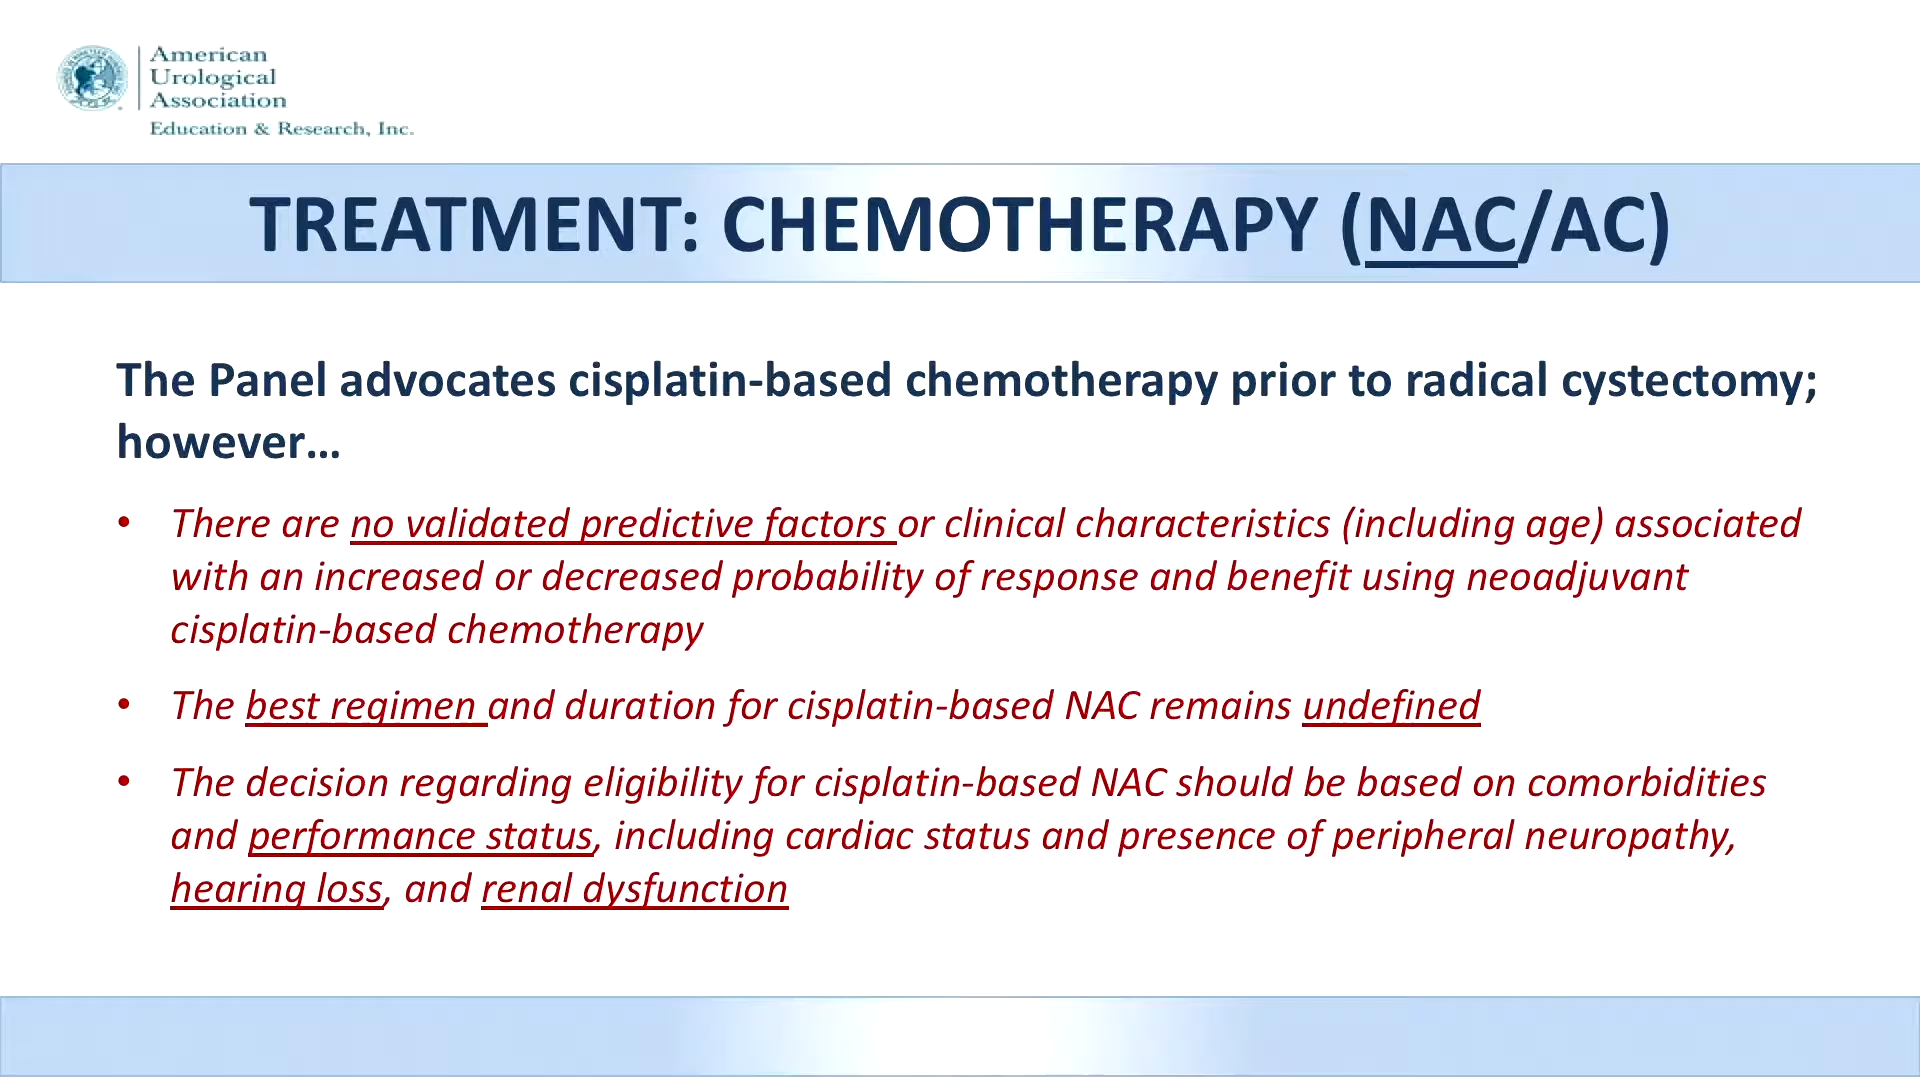 American
Urological
Association
Education & Research, Inc.
TREATMENT: CHEMOTHERAPY (NAC/AC)
The Panel advocates cisplatin-based chemotherapy prior to radical cystectomy;
however…
• There are no validated predictive factors or clinical characteristics (including age) associated
with an increased or decreased probability of response and benefit using neoadjuvant
cisplatin-based chemotherapy
• The best regimen and duration for cisplatin-based NAC remains undefined
• The decision regarding eligibility for cisplatin-based NAC should be based on comorbidities
and performance status, including cardiac status and presence of peripheral neuropathy,
hearing loss, and renal dysfunction